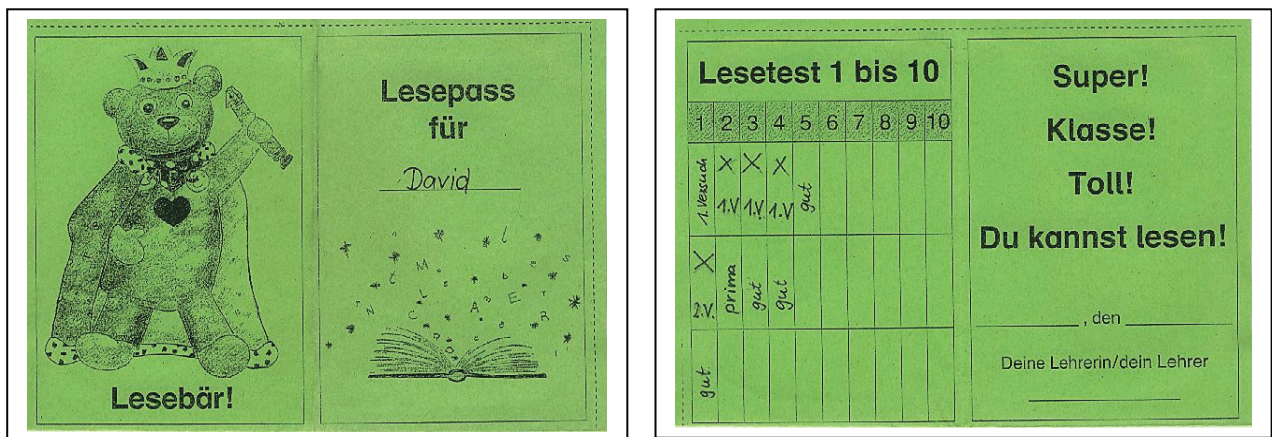 Lesebär!
Lesepass
für
David
Lesetest 1 bis 10
1 2 3 4 5 6 7 8 9 10
1. Versuch X X X gut
1.V 1.V 1.V
X prima gut gut
2.V.
gut
Super!
Klasse!
Toll!
Du kannst lesen!
, den
Deine Lehrerin/dein Lehrer